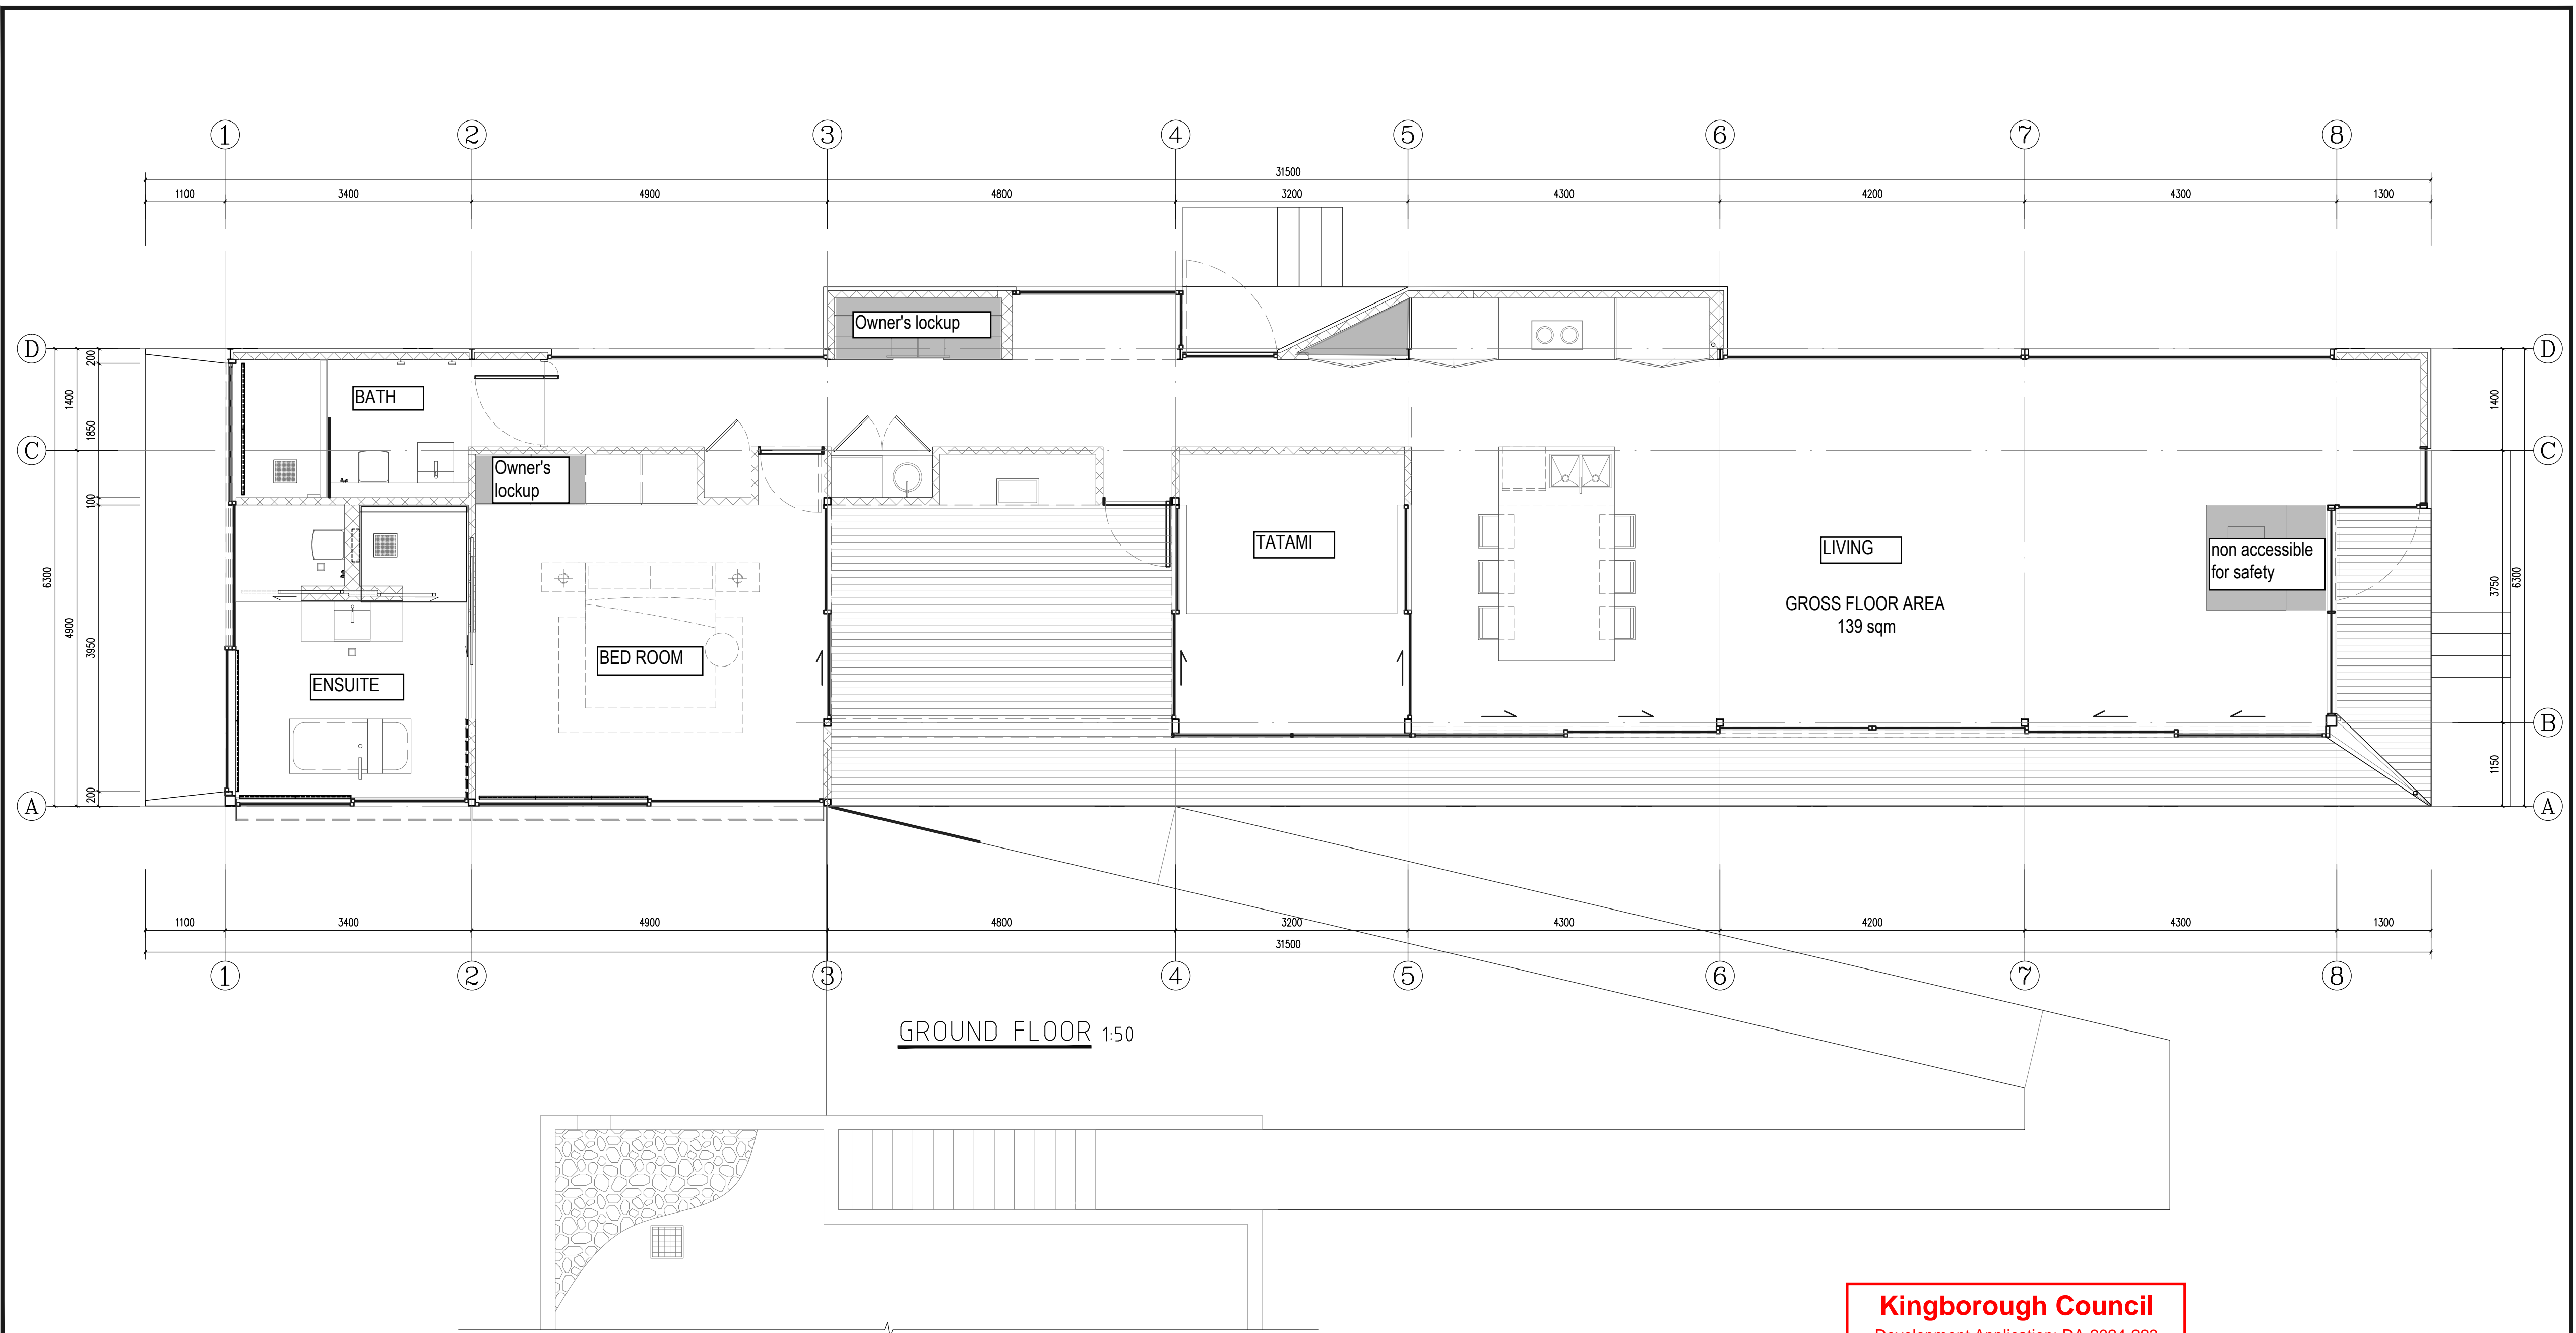 1 2 3 4 5 6 7 8
31500
1100 3400 4900 4800 3200 4300 4200 4300 1300
Owner's lockup
D D
200
1400 1400
BATH
1850
C C
Owner's
lockup
100
TATAMI
LIVING
non accessible
for safety
6300 3750 6300
GROSS FLOOR AREA
139 sqm
4900 3950
BED ROOM
ENSUITE
B B
1150
200
A A
1100 3400 4900 4800 3200 4300 4200 4300 1300
31500
1 2 3 4 5 6 7 8
GROUND FLOOR 1:50
Kingborough Council